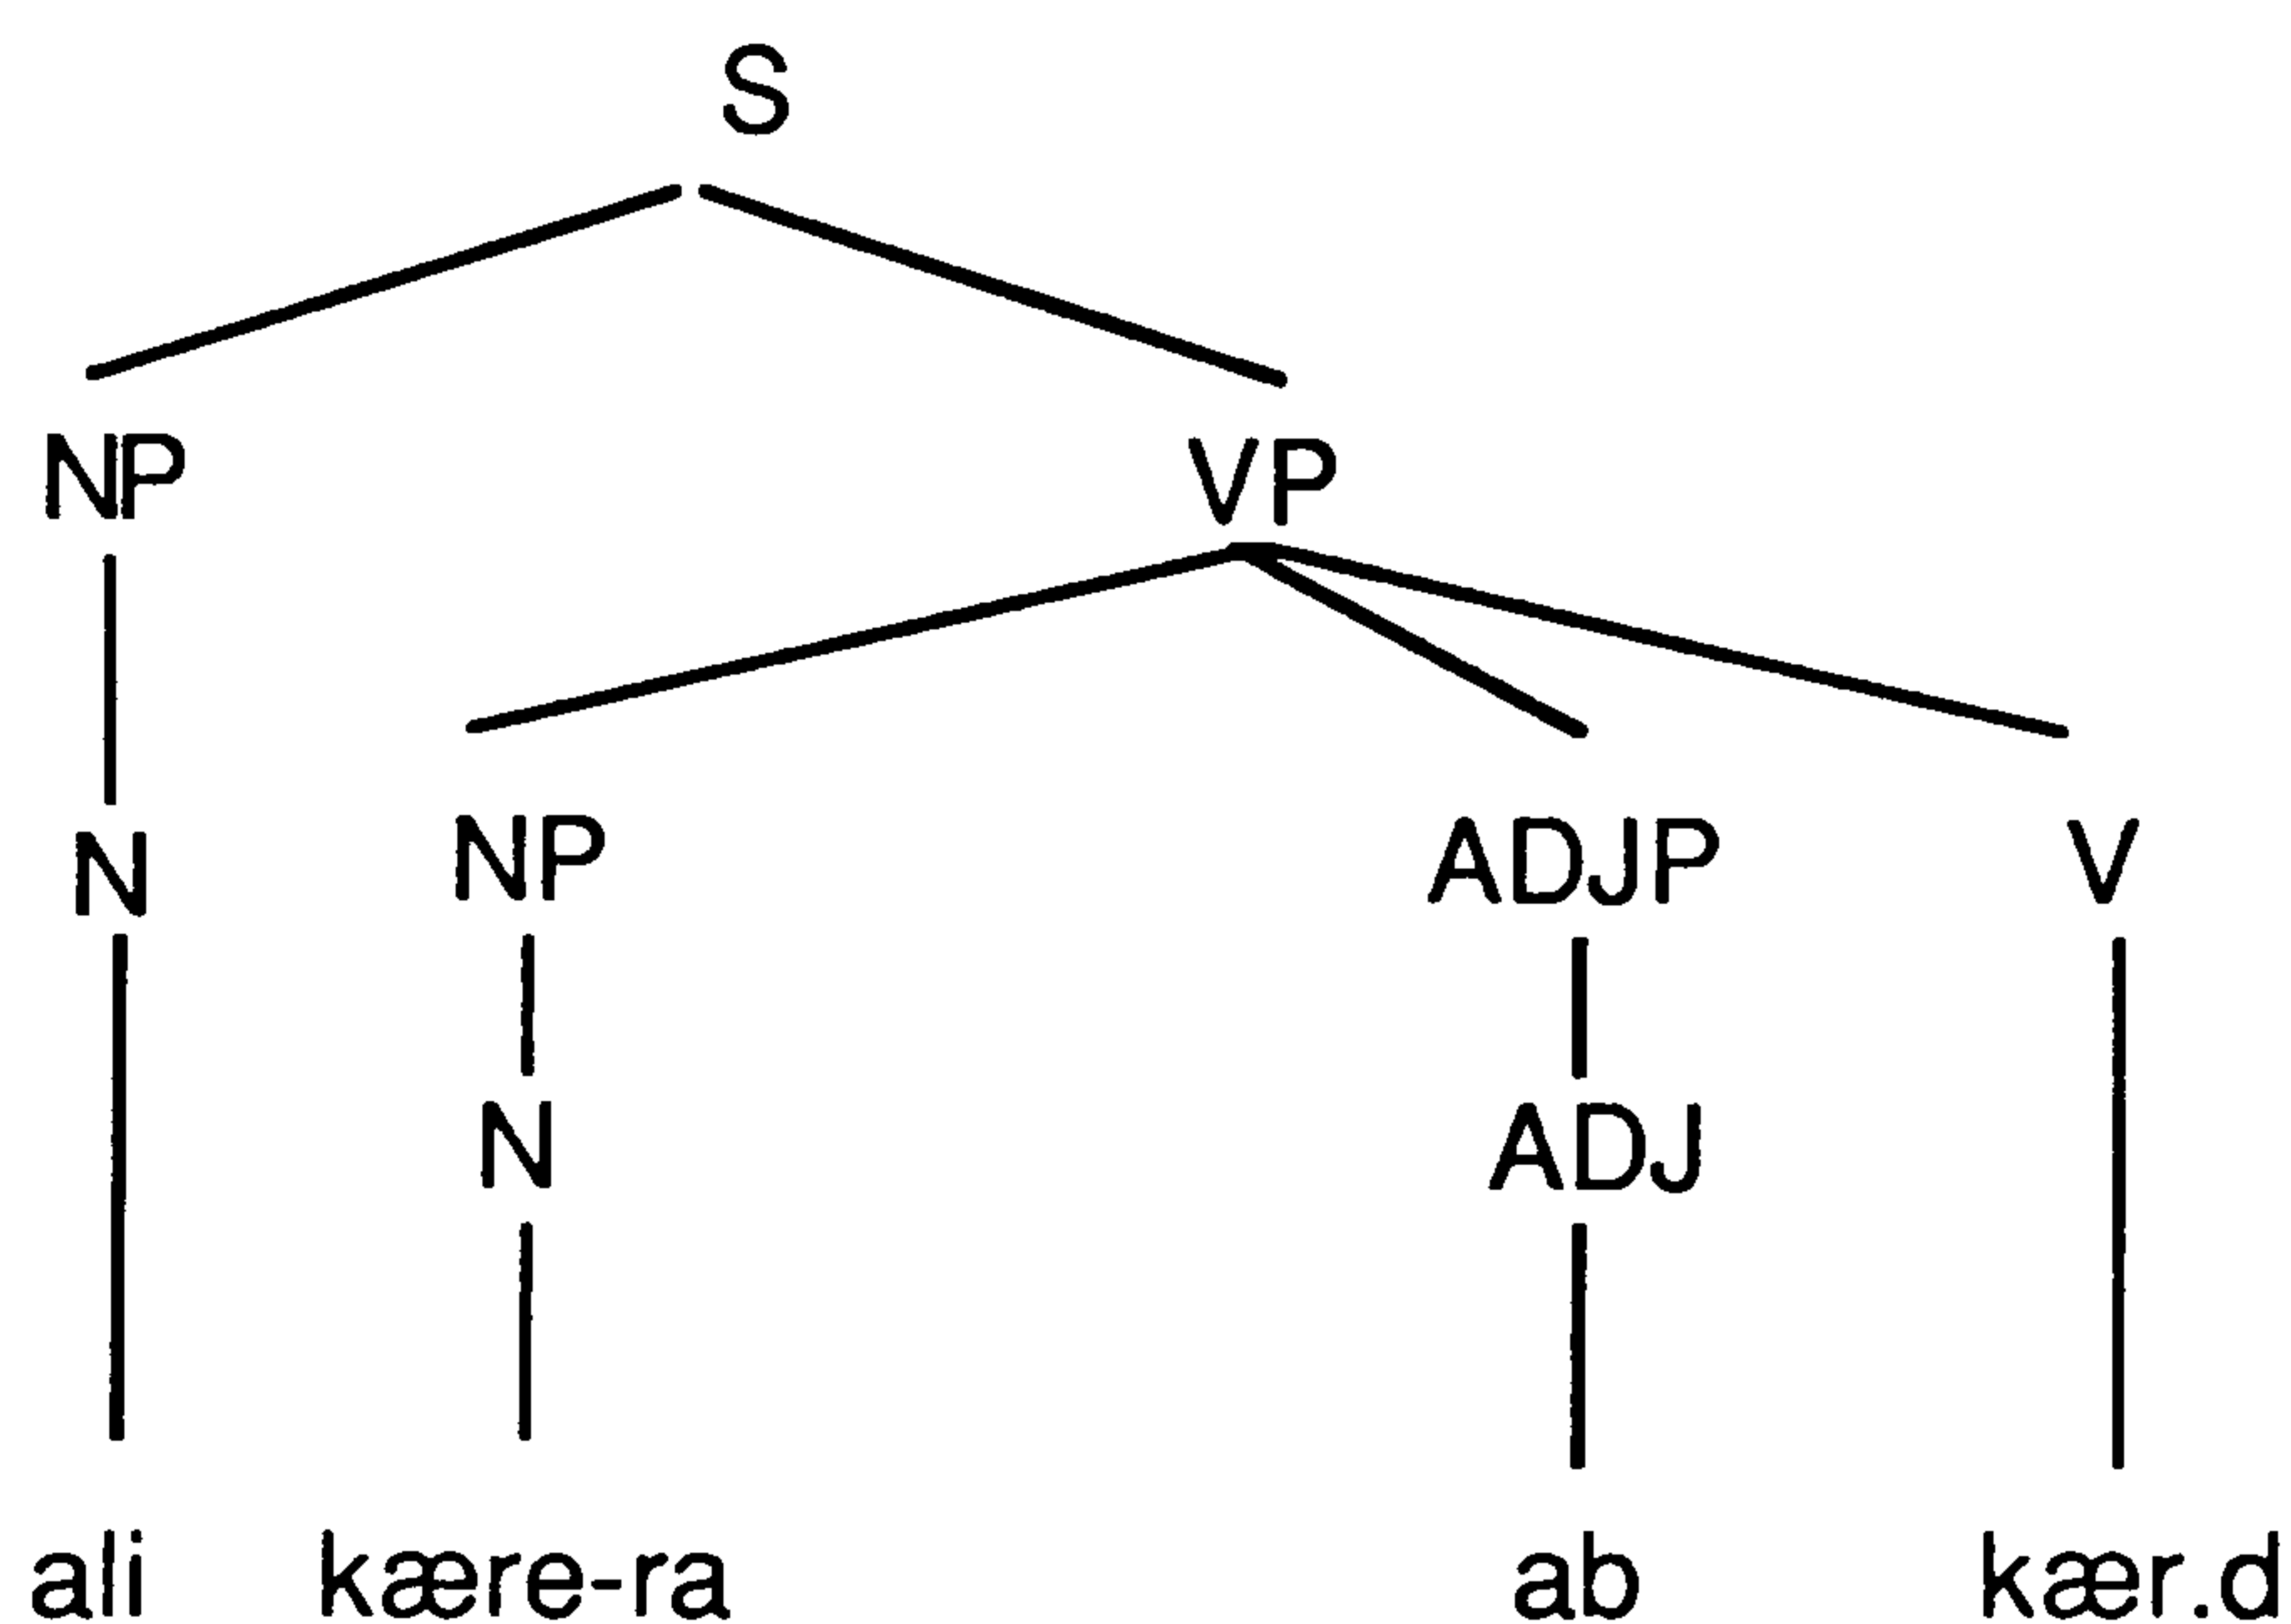 S
NP VP
N NP ADJP V
N ADJ
ali kære-ra ab kær.d